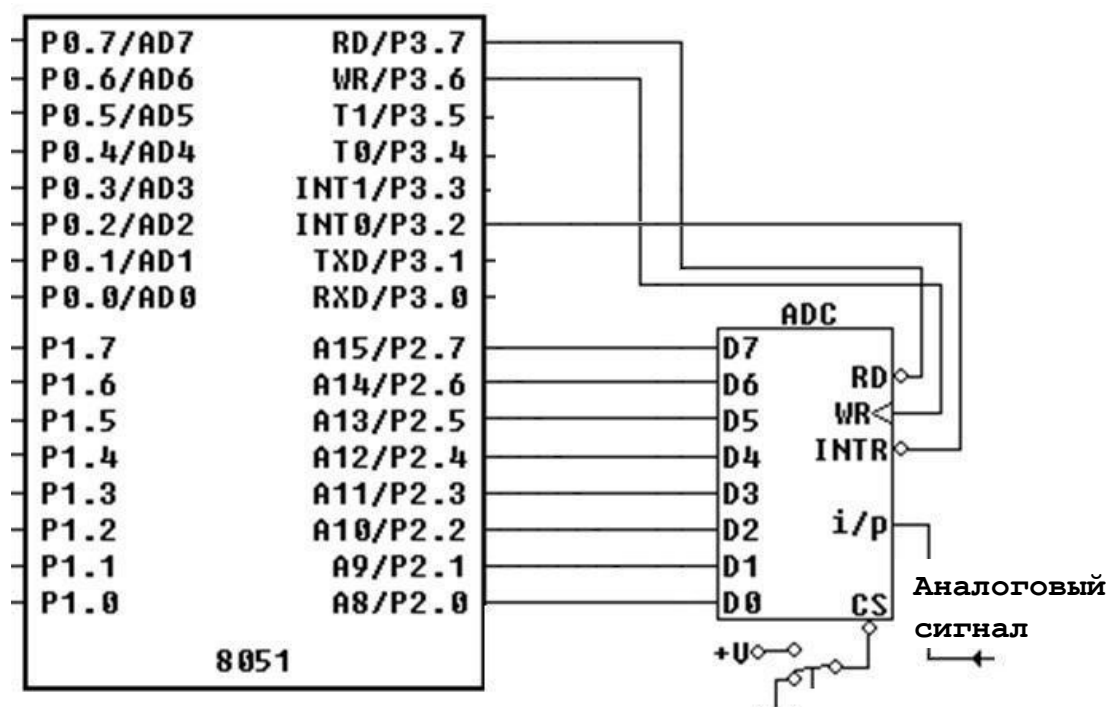 P0.7/AD7 RD/P3.7
P0.6/AD6 WR/P3.6
P0.5/AD5 T1/P3.5
P0.4/AD4 T0/P3.4
P0.3/AD3 INT1/P3.3
P0.2/AD2 INT0/P3.2
P0.1/AD1 TXD/P3.1
P0.0/AD0 RXD/P3.0
P1.7 A15/P2.7
P1.6 A14/P2.6
P1.5 A13/P2.5
P1.4 A12/P2.4
P1.3 A11/P2.3
P1.2 A10/P2.2
P1.1 A9/P2.1
P1.0 A8/P2.0
8051
ADC
D7
D6 RD
D5 WR
D4 INTR
D3
D2 i/p
D1
D0 CS
Аналоговый
сигнал
+V